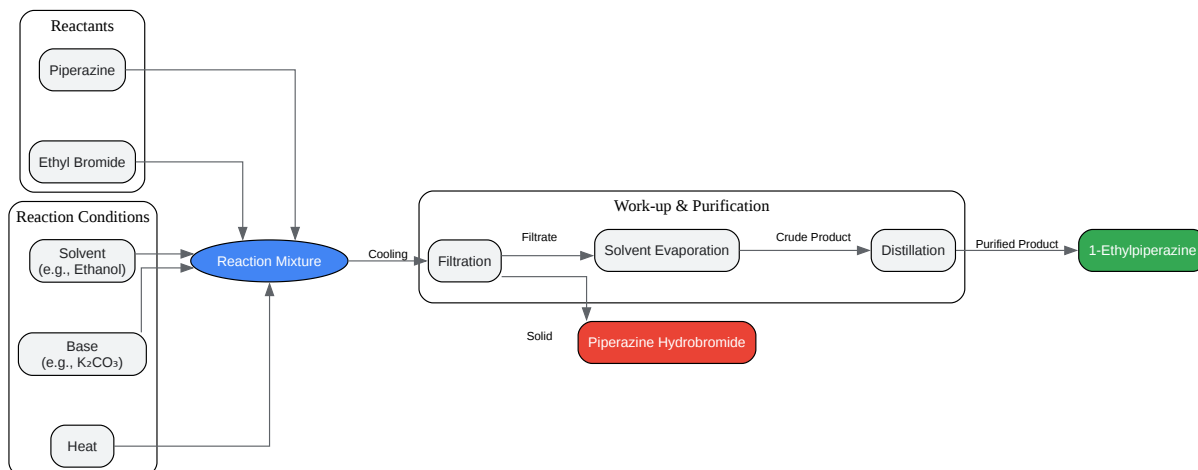 Reactants
Piperazine
Ethyl Bromide
Reaction Conditions
Solvent
(e.g., Ethanol)
Base
(e.g., K₂CO₃)
Heat
Reaction Mixture
Cooling
Work-up & Purification
Filtration
Filtrate
Solvent Evaporation
Crude Product
Distillation
Purified Product
1-Ethylpiperazine
Solid
Piperazine Hydrobromide